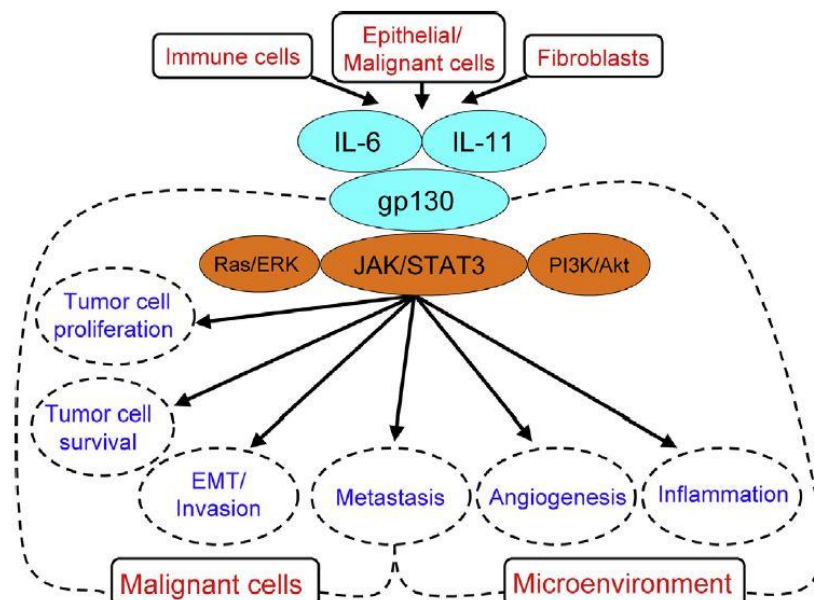 Immune cells
Epithelial/
Malignant cells
Fibroblasts
IL-6
IL-11
gp130
Ras/ERK
JAK/STAT3
PI3K/Akt
Tumor cell
proliferation
Tumor cell
survival
EMT/
Invasion
Metastasis
Angiogenesis
Inflammation
Malignant cells
Microenvironment